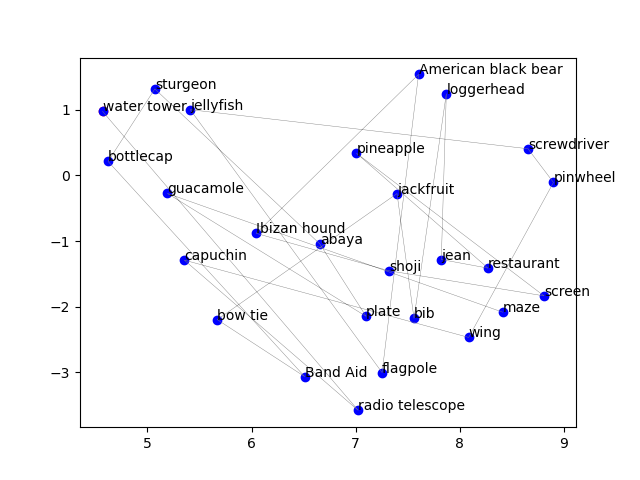 American black bear
sturgeon
loggerhead
water tower
jellyfish
1
screwdriver
pineapple
bottlecap
0
pinwheel
guacamole
jackfruit
Ibizan hound
abaya
−1
capuchin
jean
shoji
restaurant
screen
−2
maze
plate
bib
bow tie
wing
−3
Band Aid
flagpole
radio telescope
5 6 7 8 9